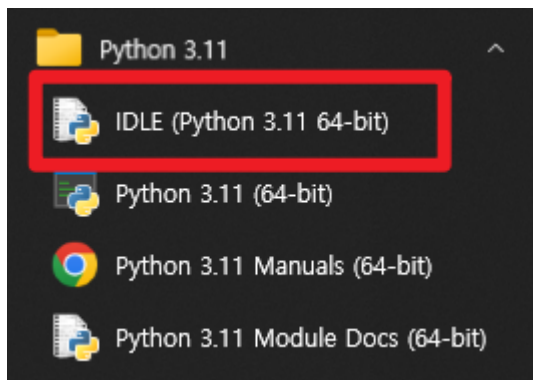 Python 3.11
IDLE (Python 3.11 64-bit)
Python 3.11 (64-bit)
Python 3.11 Manuals (64-bit)
Python 3.11 Module Docs (64-bit)